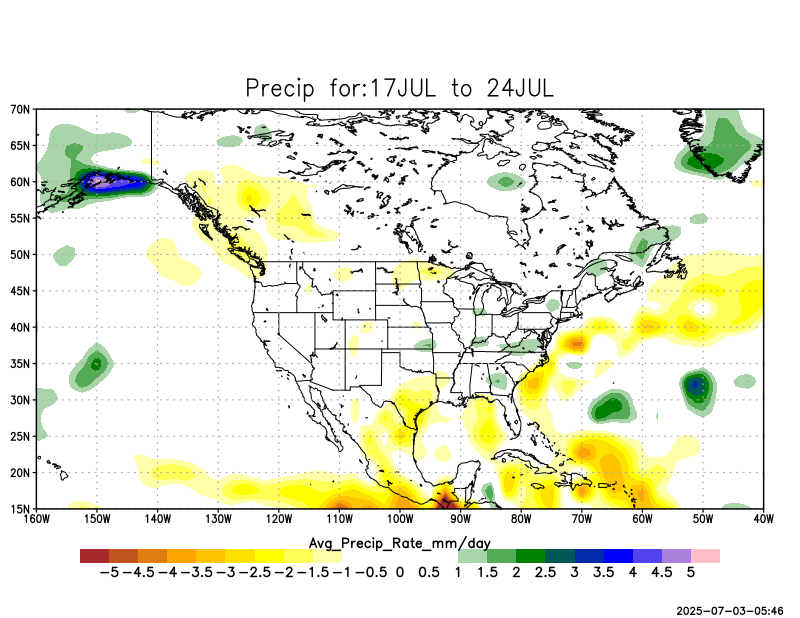 Precip for:17JUL to 24JUL
70N
65N
60N
55N
50N
45N
40N
35N
30N
25N
20N
15N
160W 150W 140W 130W 120W 110W 100W 90W 80W 70W 60W 50W 40W
Avg_Precip_Rate_mm/day
-5 -4.5 -4 -3.5 -3 -2.5 -2 -1.5 -1 -0.5 0 0.5 1 1.5 2 2.5 3 3.5 4 4.5 5
2025-07-03-05:46